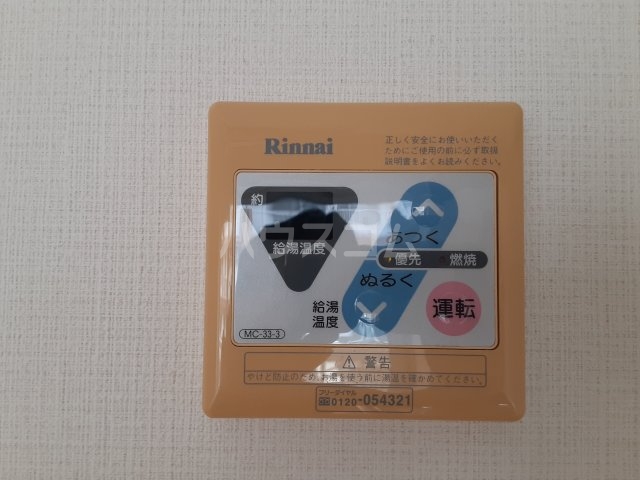 Rinnai
正しく安全にお使いいただく
ためにご使用の前に必ず取扱
説明書をよくお読みください。
約
給湯温度
あつく
優先 燃焼
ぬるく
給湯
温度
運転
MC-33-3
警告
やけど防止のため、お湯を使う前に湯温を確かめてください。
フリーダイヤル
0120-054321
ハウスコム